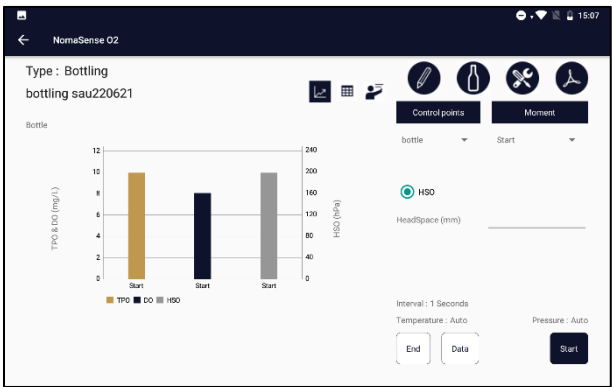 15:07
NomaSense O2
Type : Bottling
bottling sau220621
Control points
Moment
bottle
Start
Bottle
12
10
8
6
4
2
0
TPO & DO (mg/L)
240
200
160
120
80
40
0
HSO (hPa)
Start
Start
Start
TPO DO HSO
HSO
HeadSpace (mm)
Interval : 1 Seconds
Temperature : Auto
Pressure : Auto
End
Data
Start